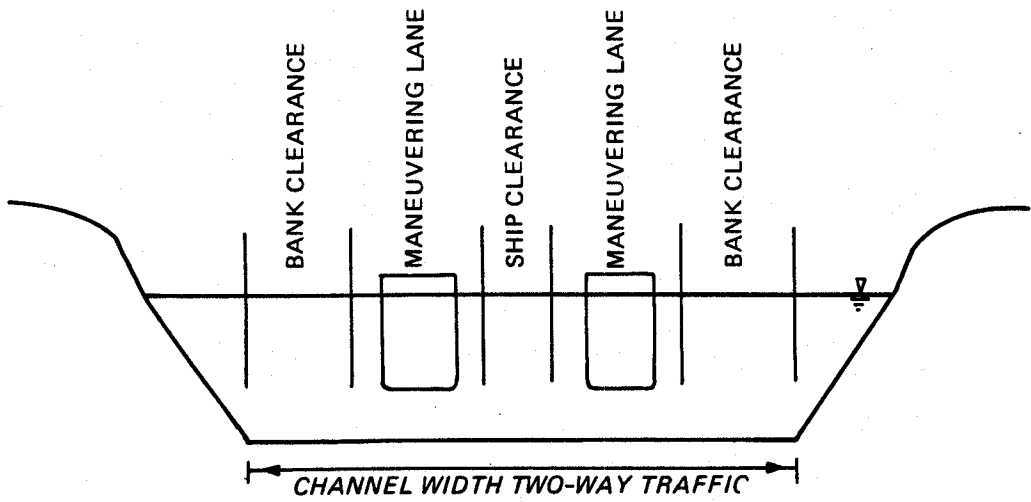 BANK CLEARANCE
MANEUVERING LANE
SHIP CLEARANCE
MANEUVERING LANE
BANK CLEARANCE
CHANNEL WIDTH TWO-WAY TRAFFIC